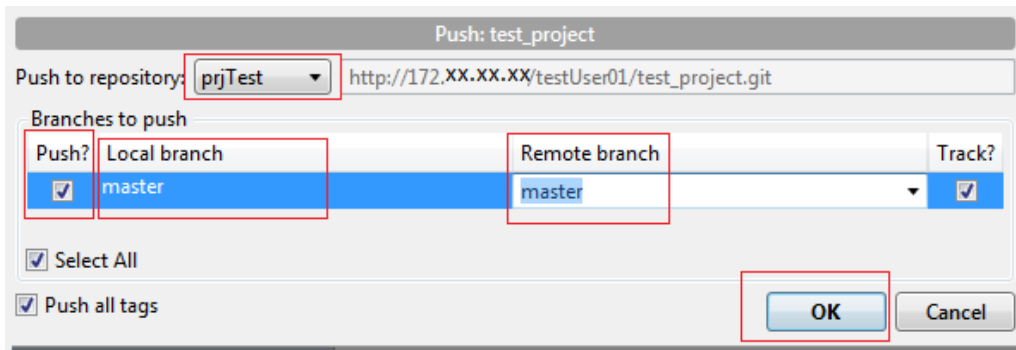 Push: test_project
Push to repository: prjTest http://172.XX.XX.XX/testUser01/test_project.git
Branches to push
Push? Local branch Remote branch Track?
master master
Select All
Push all tags OK Cancel